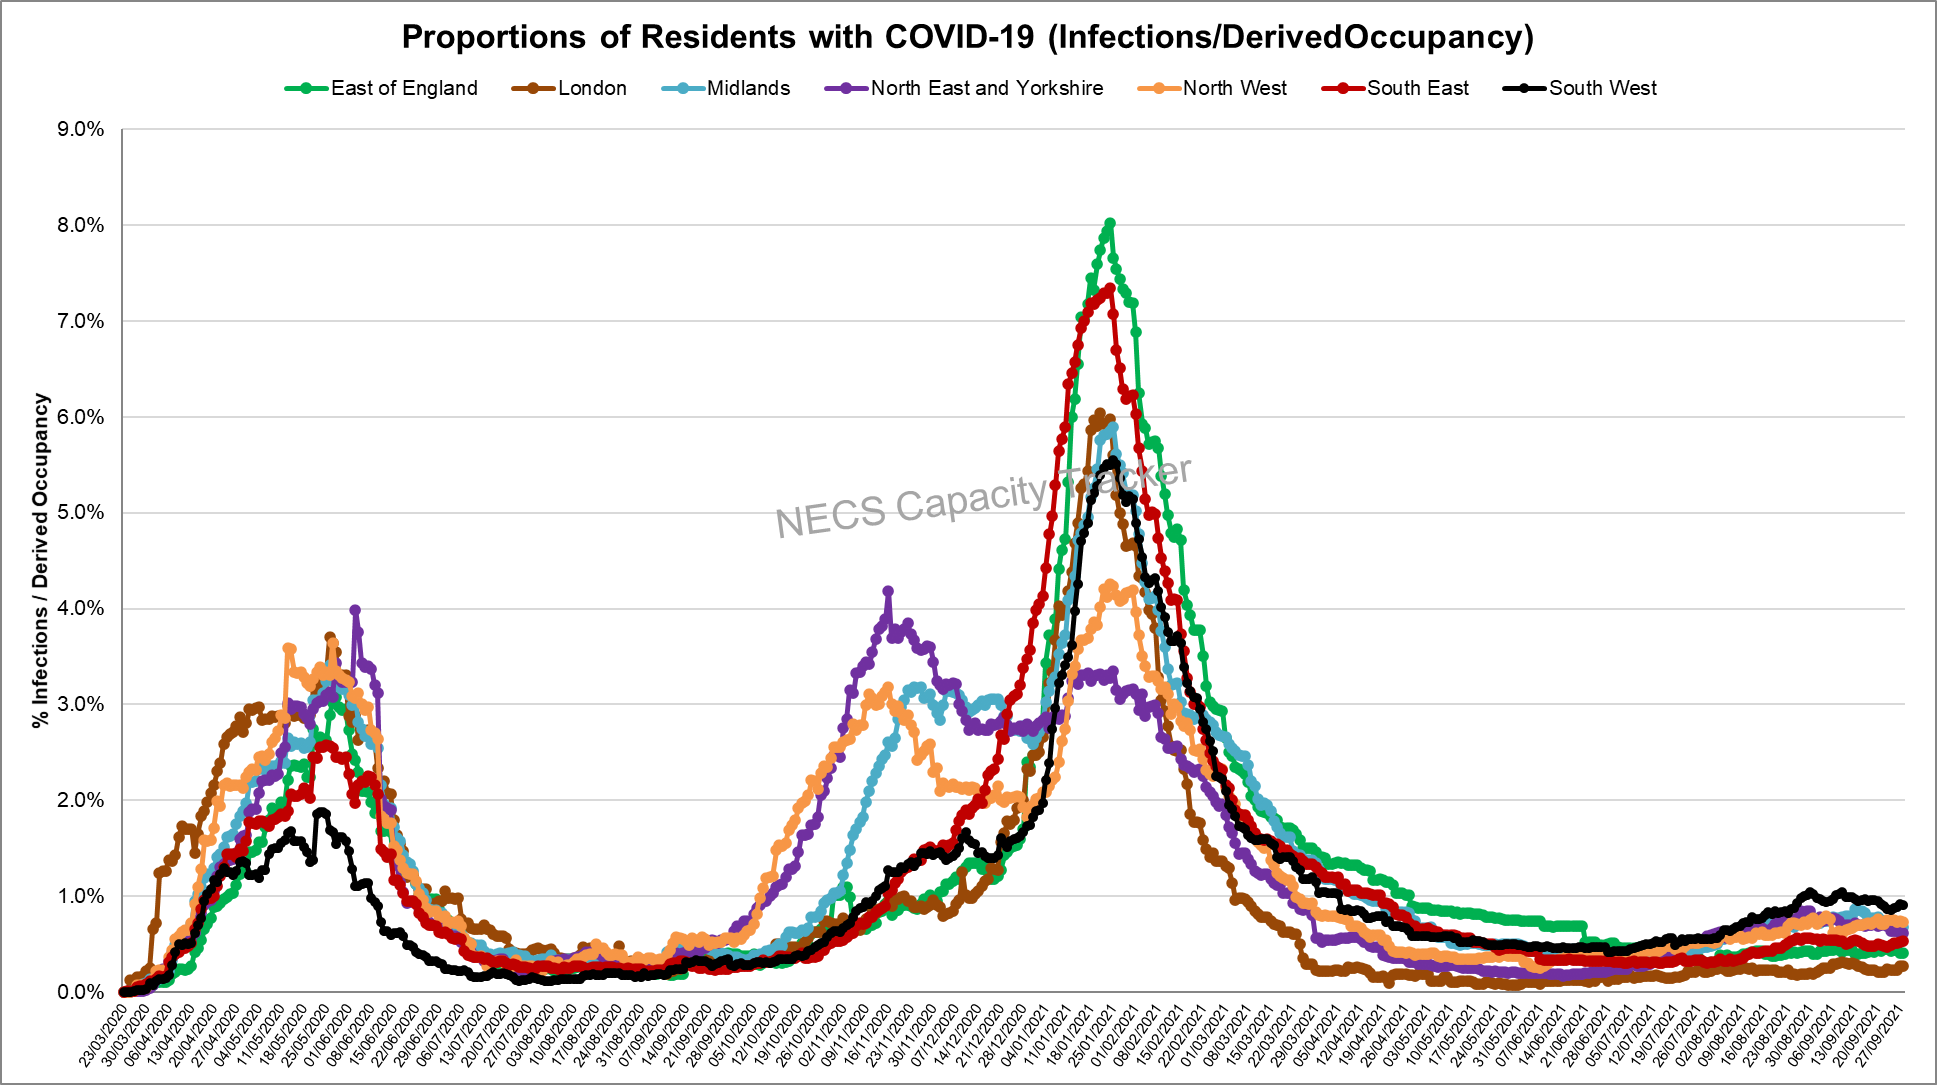 Proportions of Residents with COVID-19 (Infections/DerivedOccupancy)
East of England London Midlands North East and Yorkshire North West South East South West
9.0%
8.0%
7.0%
6.0%
5.0%
4.0%
3.0%
2.0%
1.0%
0.0%
% Infections / Derived Occupancy
NECS Capacity Tracker
23/03/2020 30/03/2020 06/04/2020 13/04/2020 20/04/2020 27/04/2020 04/05/2020 11/05/2020 18/05/2020 25/05/2020 01/06/2020 08/06/2020 15/06/2020 22/06/2020 29/06/2020 06/07/2020 13/07/2020 20/07/2020 27/07/2020 03/08/2020 10/08/2020 17/08/2020 24/08/2020 31/08/2020 07/09/2020 14/09/2020 21/09/2020 28/09/2020 05/10/2020 12/10/2020 19/10/2020 26/10/2020 02/11/2020 09/11/2020 16/11/2020 23/11/2020 30/11/2020 07/12/2020 14/12/2020 21/12/2020 28/12/2020 04/01/2021 11/01/2021 18/01/2021 25/01/2021 01/02/2021 08/02/2021 15/02/2021 22/02/2021 01/03/2021 08/03/2021 15/03/2021 22/03/2021 29/03/2021 05/04/2021 12/04/2021 19/04/2021 26/04/2021 03/05/2021 10/05/2021 17/05/2021 24/05/2021 31/05/2021 07/06/2021 14/06/2021 21/06/2021 28/06/2021 05/07/2021 12/07/2021 19/07/2021 26/07/2021 02/08/2021 09/08/2021 16/08/2021 23/08/2021 30/08/2021 06/09/2021 13/09/2021 20/09/2021 27/09/2021